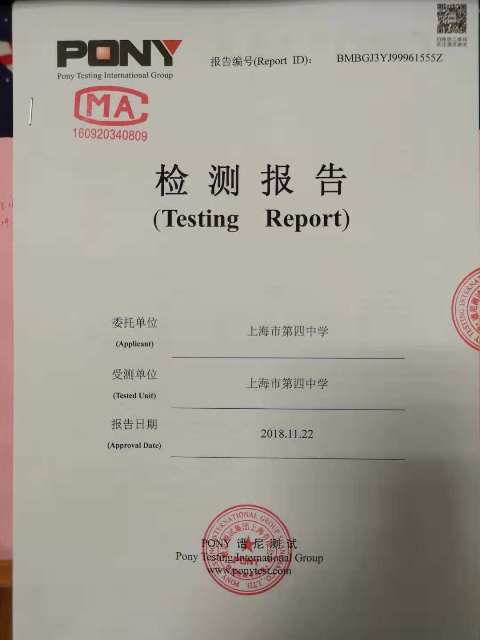 PONY
Pony Testing International Group
报告编号(Report ID): BMBGJ3YJ99961555Z
MA
160920340809
检测报告
(Testing Report)
委托单位 上海市第四中学
(Applicant)
受测单位 上海市第四中学
(Tested Unit)
报告日期 2018.11.22
(Approval Date)
PONY 谱尼测试
Pony Testing International Group
www.ponytest.com